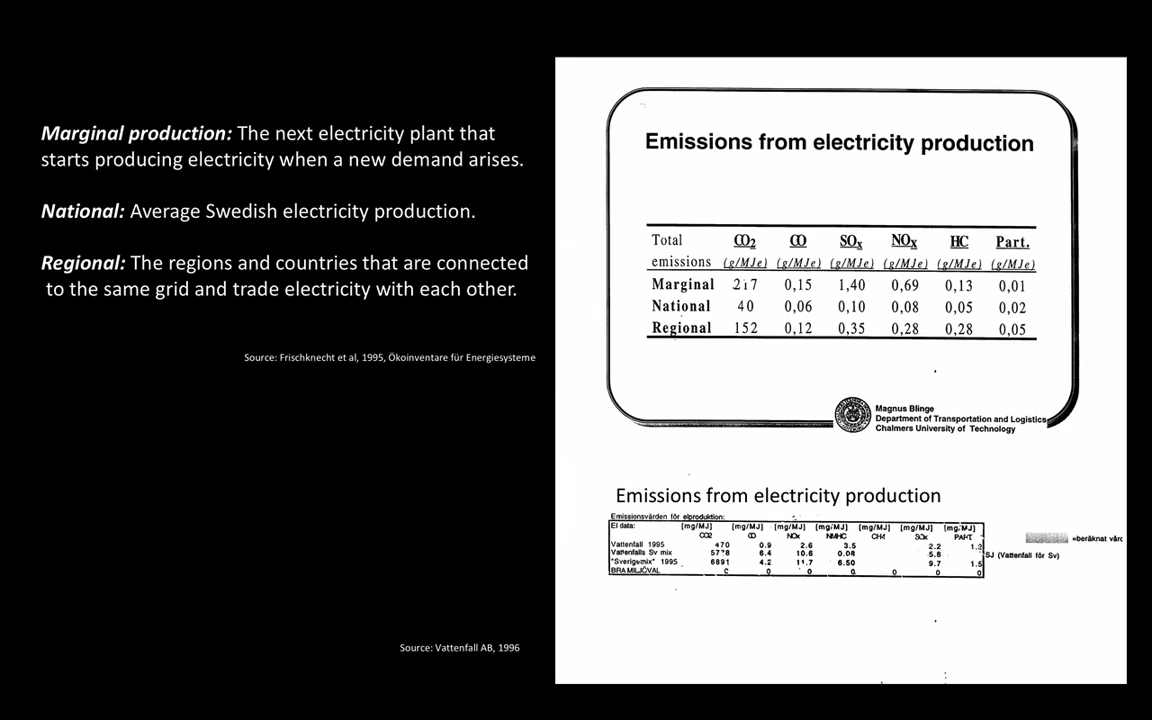 Marginal production: The next electricity plant that
starts producing electricity when a new demand arises.
National: Average Swedish electricity production.
Regional: The regions and countries that are connected
to the same grid and trade electricity with each other.
Source: Frischknecht et al, 1995, Ökoinventare für Energiesysteme
Source: Vattenfall AB, 1996
Emissions from electricity production
Total CO2 CO SOx NOx HC Part.
emissions (g/MJe) (g/MJe) (g/MJe) (g/MJe) (g/MJe) (g/MJe)
Marginal 0,15 1,40 0,69 0,13 0,01
National 40 0,06 0,10 0,08 0,05 0,02
Regional 152 0,12 0,35 0,28 0,28 0,05
Magnus Blinge
Department of Transportation and Logistics
Chalmers University of Technology
Emissions from electricity production
Emissionsvärden för elproduktion:
El data: [mg/MJ] [mg/MJ] [mg/MJ] [mg/MJ] [mg/MJ] [mg/MJ] [mg/MJ]
CO2 CO NOx NMHC CH4 SOx PART.
Vattenfall 1995 470 0.9 2.6 3.5 2.2 1.2
Vattenfalls Sv mix 6.4 10.6 0.08 5.8
"Sverigemix" 1995 6891 4.2 11.7 6.50 9.7 1.5
BRA MILJÖVAL 0 0 0 0 0 0 0
=beräknat värd
SJ (Vattenfall för Sv)